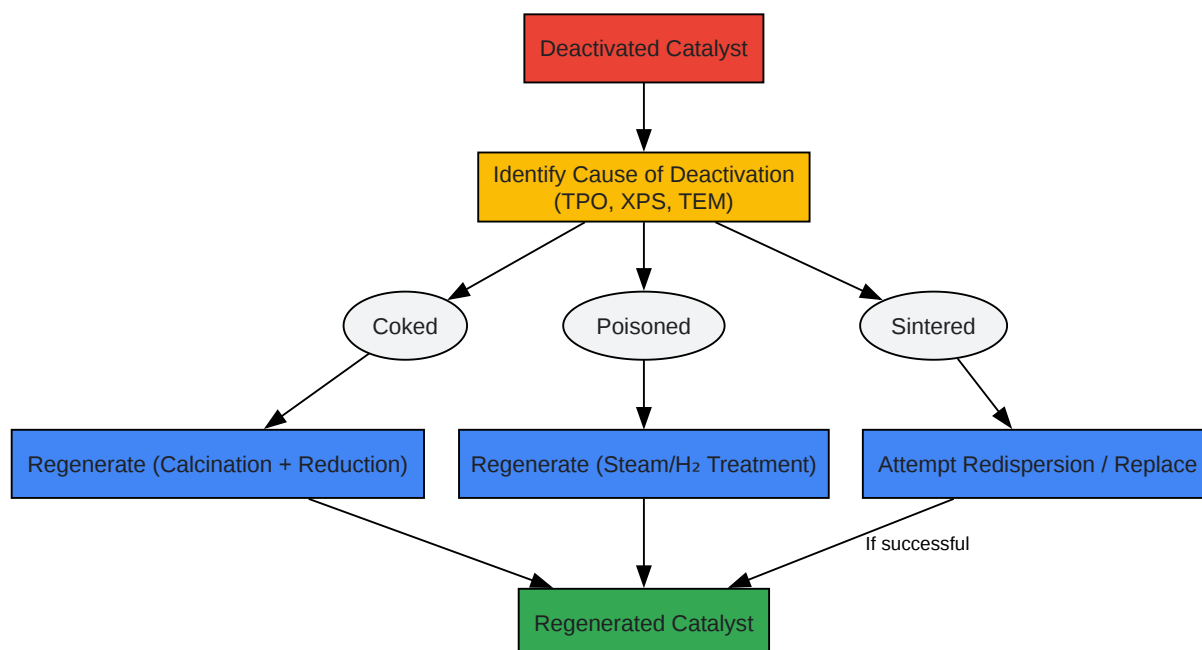 Deactivated Catalyst
Identify Cause of Deactivation
(TPO, XPS, TEM)
Coked
Poisoned
Sintered
Regenerate (Calcination + Reduction)
Regenerate (Steam/H₂ Treatment)
Attempt Redispersion / Replace
If successful
Regenerated Catalyst